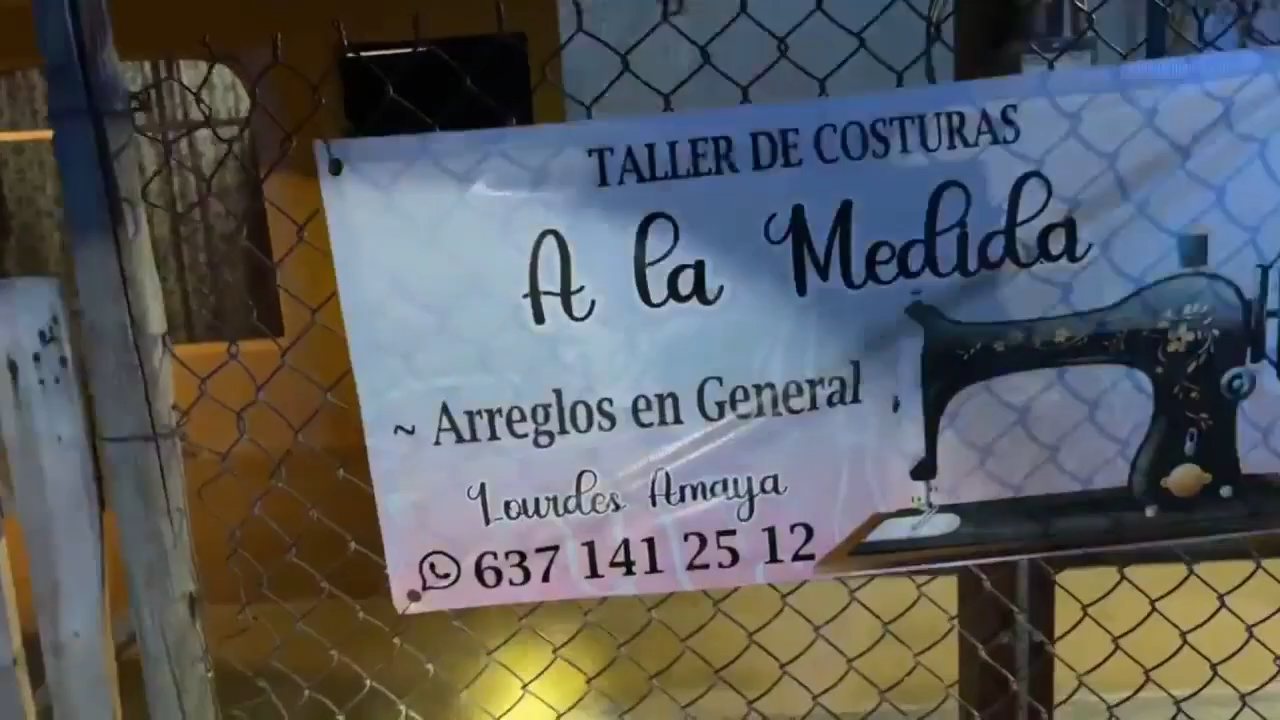 TALLER DE COSTURAS
A la Medida
~ Arreglos en General
Lourdes Amaya
637 141 25 12